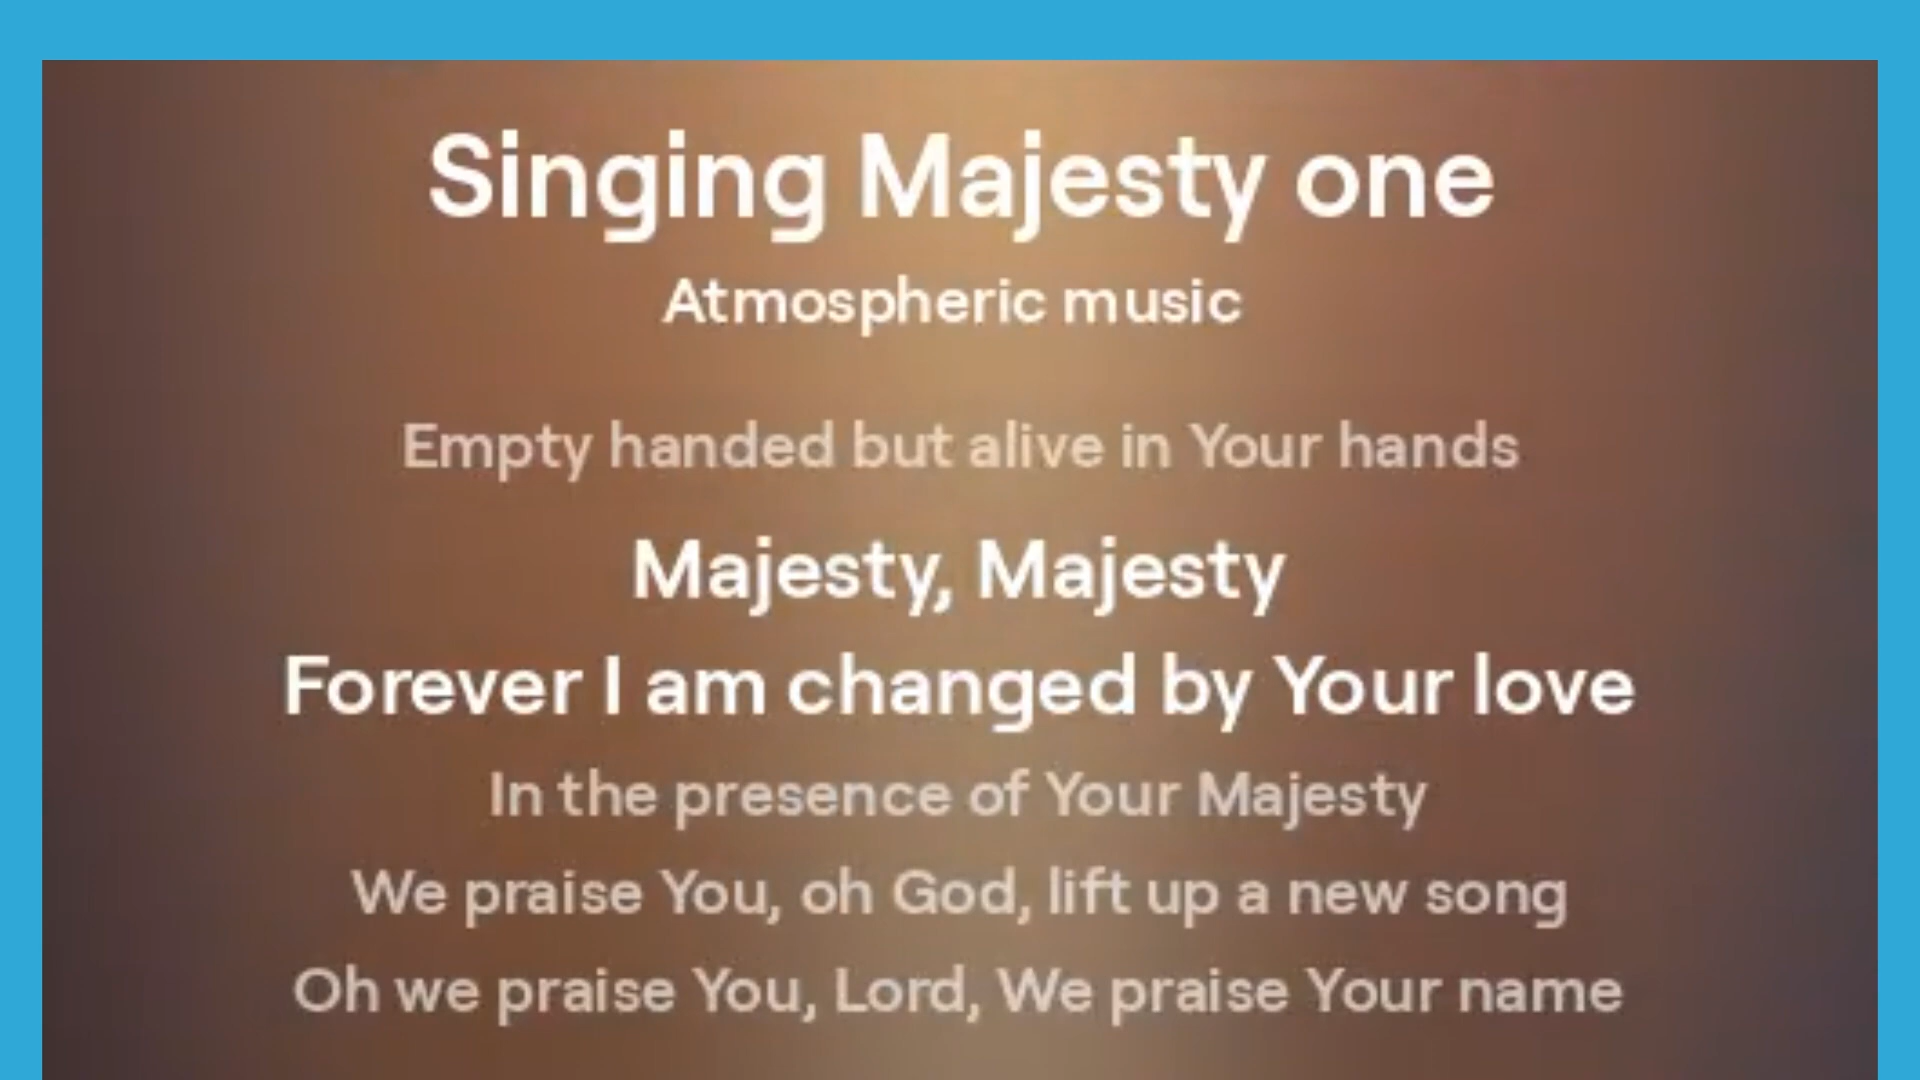 Singing Majesty one
Atmospheric music
Empty handed but alive in Your hands
Majesty, Majesty
Forever I am changed by Your love
In the presence of Your Majesty
We praise You, oh God, lift up a new song
Oh we praise You, Lord, We praise Your name